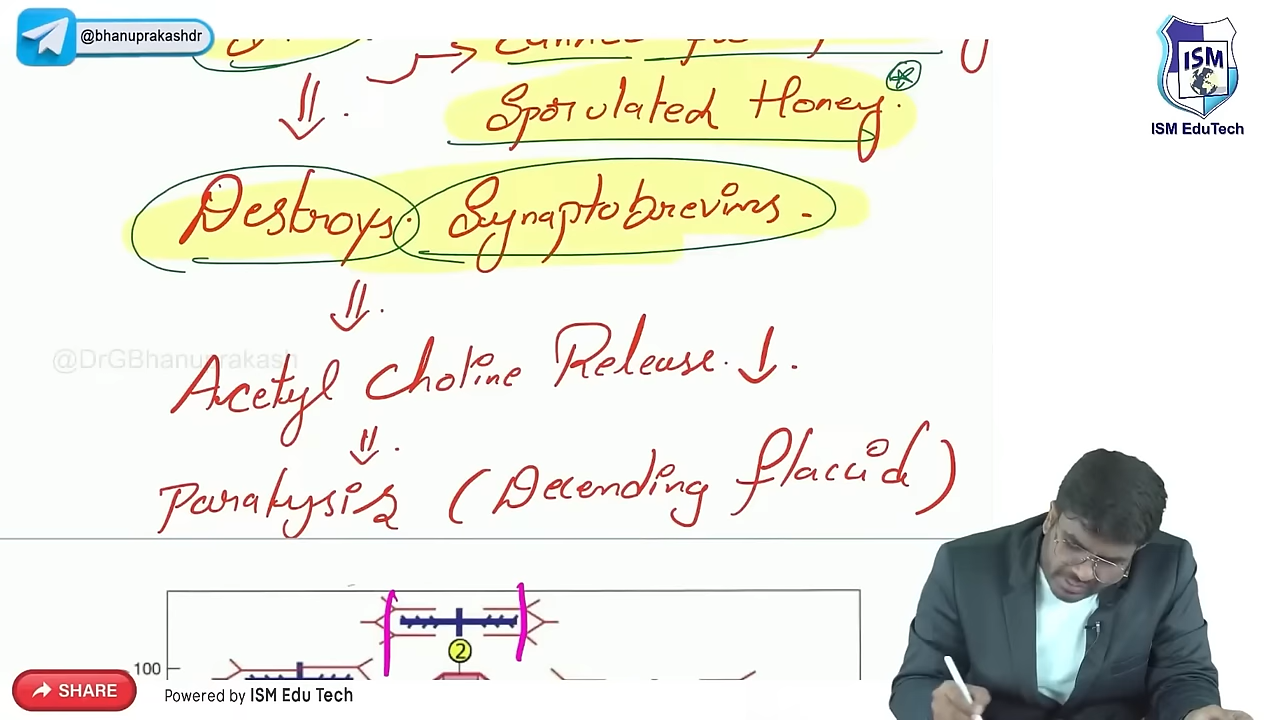 @bhanuprakashdr
ISM
ISM EduTech
Sporulated Honey.
Destroys. Synaptobrevins.
@DrGBhanuprakash
Acetyl Choline Release ↓.
Paralysis (Decending flaccid)
2
100
SHARE
Powered by ISM Edu Tech